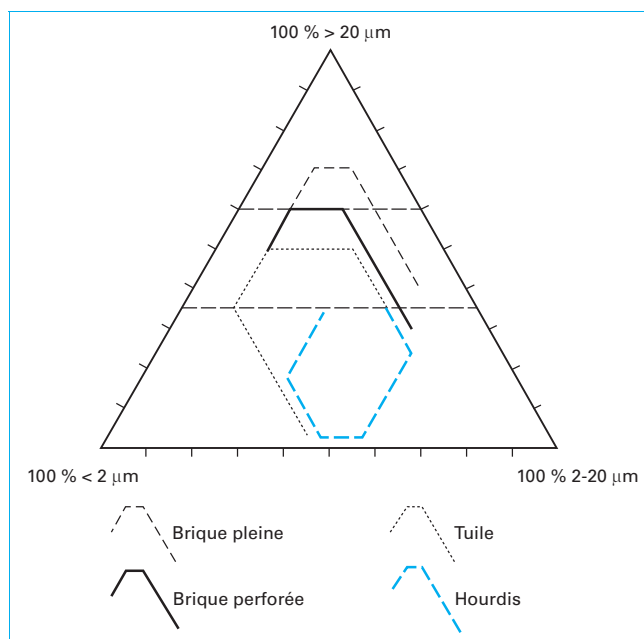 100 % > 20 μm
100 % < 2 μm
100 % 2-20 μm
Brique pleine
Tuile
Brique perforée
Hourdis